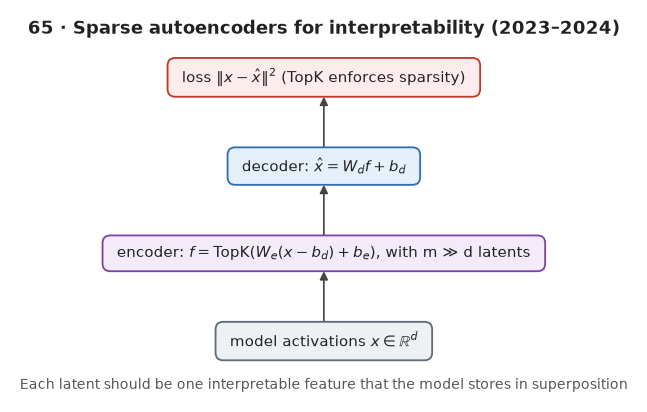 65 · Sparse autoencoders for interpretability (2023–2024)
loss ‖x − x̂‖² (TopK enforces sparsity)
decoder: x̂ = W_d f + b_d
encoder: f = TopK(W_e(x − b_d) + b_e), with m ≫ d latents
model activations x ∈ ℝᵈ
Each latent should be one interpretable feature that the model stores in superposition